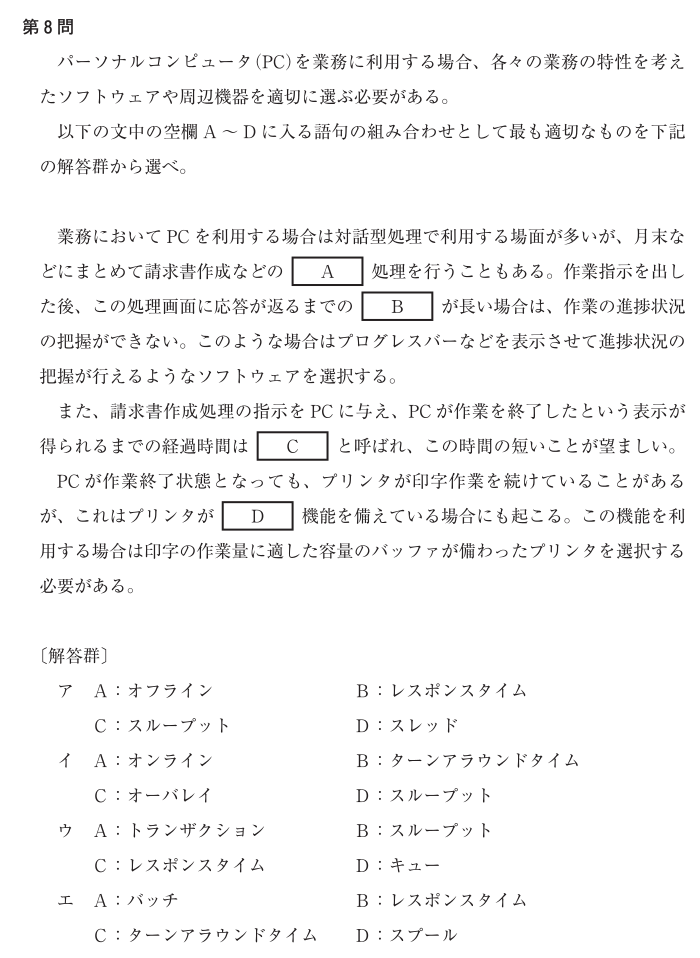 第8問
パーソナルコンピュータ(PC)を業務に利用する場合、各々の業務の特性を考え
たソフトウェアや周辺機器を適切に選ぶ必要がある。
以下の文中の空欄A〜Dに入る語句の組み合わせとして最も適切なものを下記
の解答群から選べ。
業務においてPCを利用する場合は対話型処理で利用する場面が多いが、月末な
どにまとめて請求書作成などの A 処理を行うこともある。作業指示を出し
た後、この処理画面に応答が返るまでの B が長い場合は、作業の進捗状況
の把握ができない。このような場合はプログレスバーなどを表示させて進捗状況の
把握が行えるようなソフトウェアを選択する。
また、請求書作成処理の指示をPCに与え、PCが作業を終了したという表示が
得られるまでの経過時間は C と呼ばれ、この時間の短いことが望ましい。
PCが作業終了状態となっても、プリンタが印字作業を続けていることがある
が、これはプリンタが D 機能を備えている場合にも起こる。この機能を利
用する場合は印字の作業量に適した容量のバッファが備わったプリンタを選択する
必要がある。
〔解答群〕
ア A：オフライン B：レスポンスタイム
C：スループット D：スレッド
イ A：オンライン B：ターンアラウンドタイム
C：オーバレイ D：スループット
ウ A：トランザクション B：スループット
C：レスポンスタイム D：キュー
エ A：バッチ B：レスポンスタイム
C：ターンアラウンドタイム D：スプール